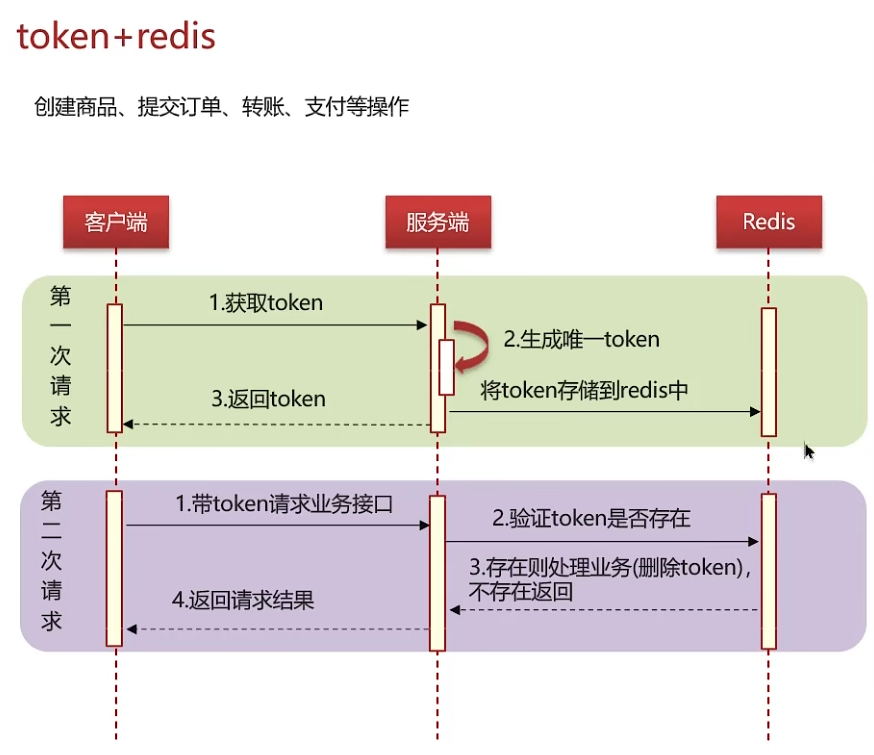 token+redis
创建商品、提交订单、转账、支付等操作
客户端
服务端
Redis
第一次请求
1.获取token
2.生成唯一token
将token存储到redis中
3.返回token
第二次请求
1.带token请求业务接口
2.验证token是否存在
3.存在则处理业务(删除token),
不存在返回
4.返回请求结果